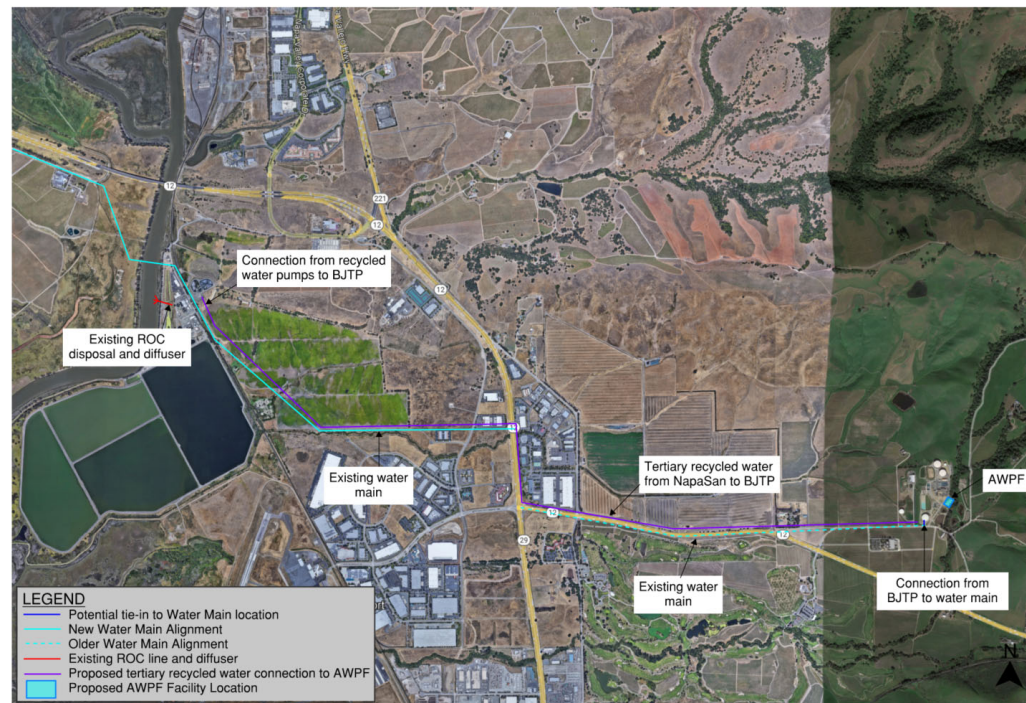 221
12
12
Connection from recycled
water pumps to BJTP
12
Existing ROC
disposal and diffuser
Existing water
main
Tertiary recycled water
from NapaSan to BJTP
AWPF
12
29
12
Existing water
main
Connection from
BJTP to water main
N
LEGEND
Potential tie-in to Water Main location
New Water Main Alignment
Older Water Main Alignment
Existing ROC line and diffuser
Proposed tertiary recycled water connection to AWPF
Proposed AWPF Facility Location